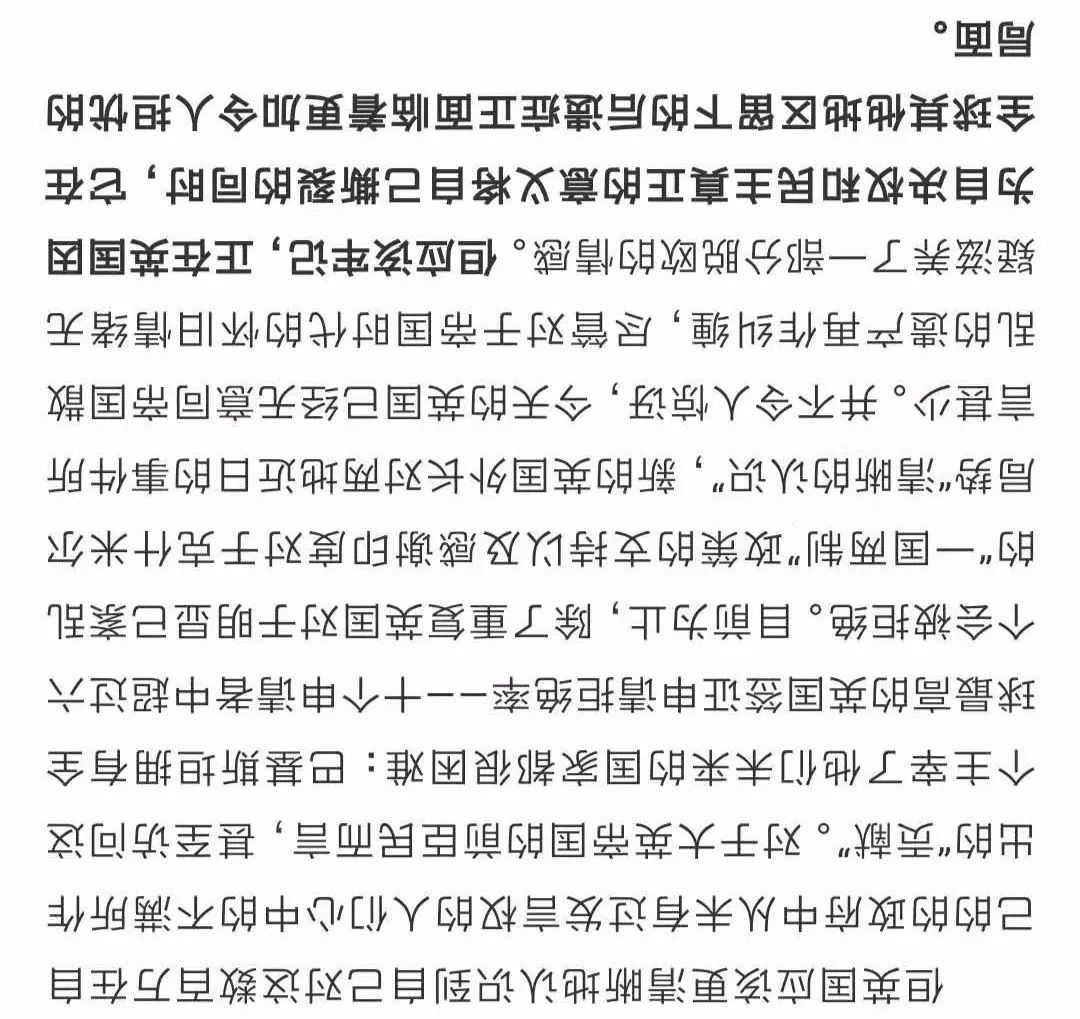 但英国应该更清晰地认识到自己对这数百万在自
己的的政府中从未有过发言权的人们心中的不满所作
出的“贡献”。对于大英帝国的前臣民而言，甚至访问这
个主宰了他们未来的国家都很困难：巴基斯坦拥有全
球最高的英国签证申请拒绝率——十个申请者中超过六
个会被拒绝。目前为止，除了重复英国对于明显已紊乱
的“一国两制”政策的支持以及感谢印度对于克什米尔
局势“清晰的认识”，新的英国外长对两地近日的事件所
言甚少。并不令人惊讶，今天的英国已经无意同帝国散
乱的遗产再作纠缠，尽管对于帝国时代的怀旧情绪无
疑滋养了一部分脱欧的情感。但应该牢记，正在英国因
为自决权和民主真正的意义将自己撕裂的同时，它在
全球其他地区留下的后遗症正面临着更加令人担忧的
局面。